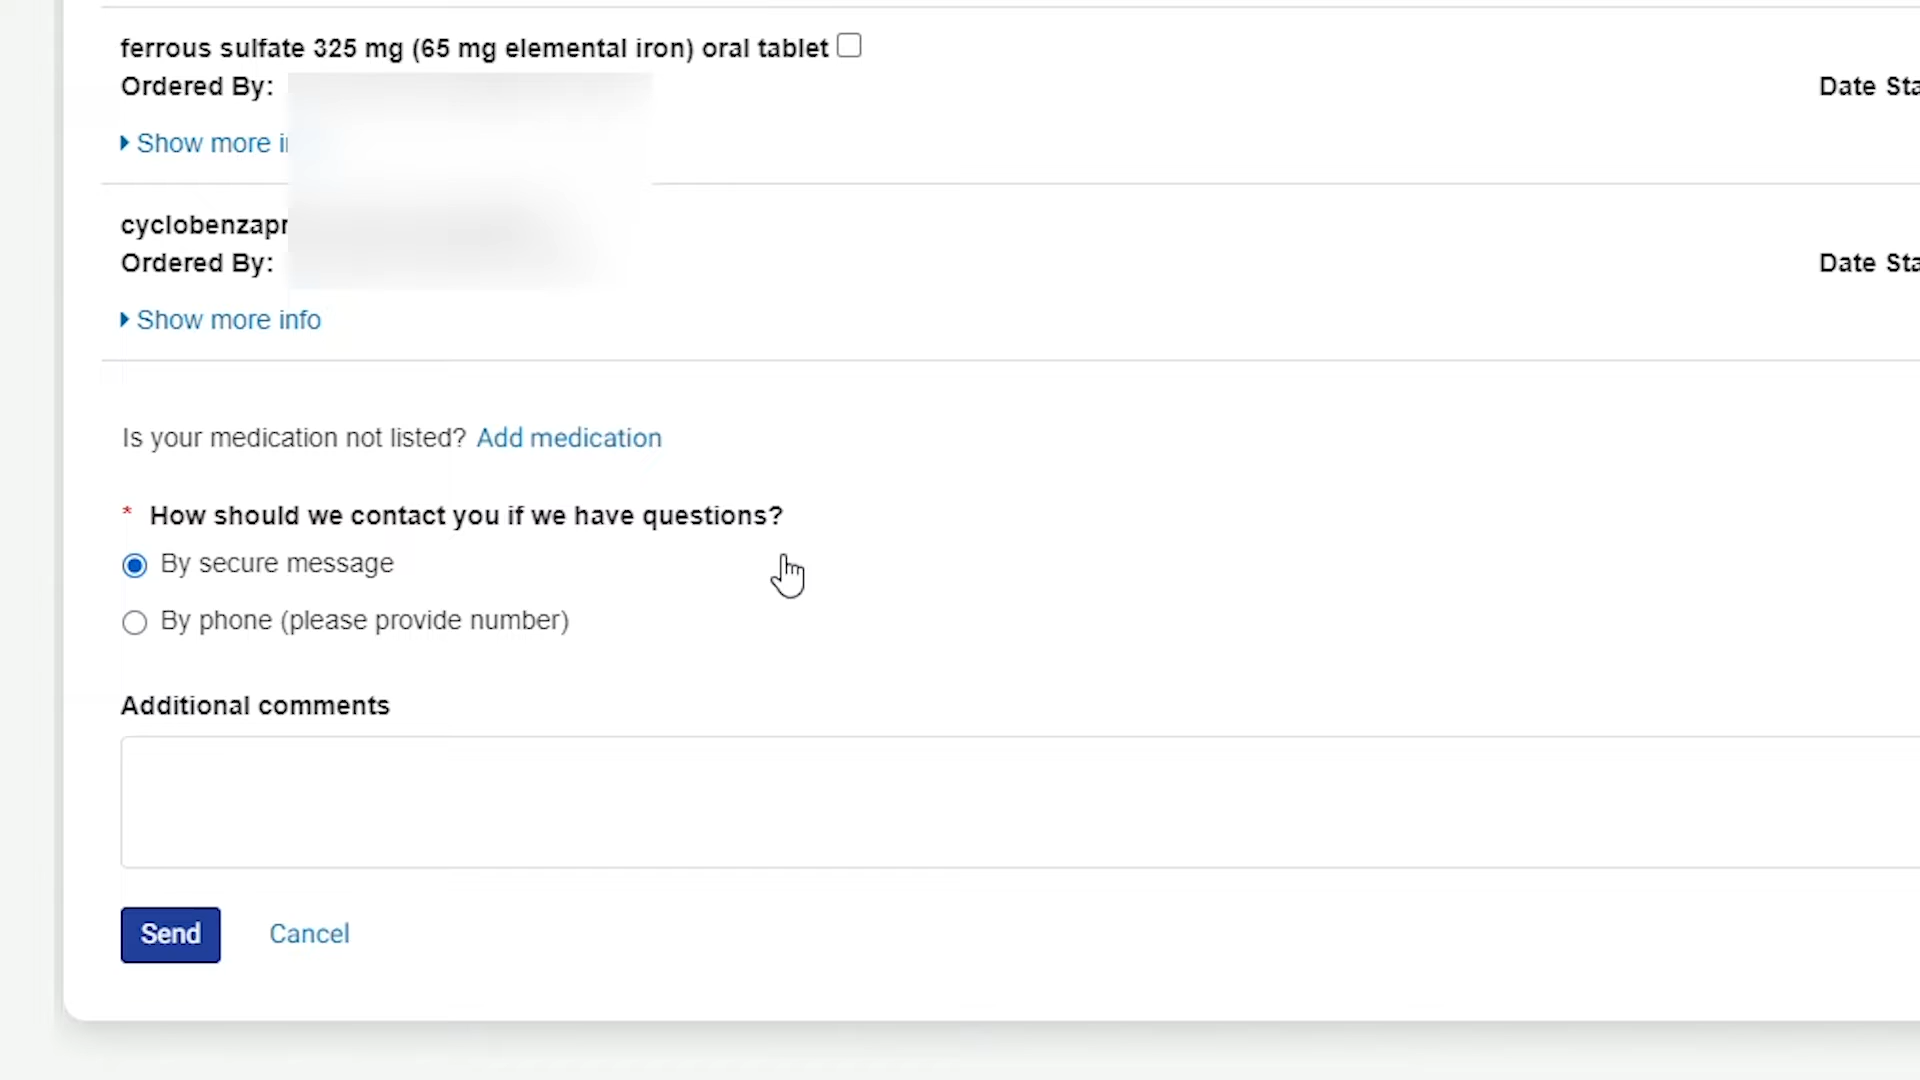 ferrous sulfate 325 mg (65 mg elemental iron) oral tablet
Ordered By:
Date Sta
Show more i
cyclobenzapr
Ordered By:
Date Sta
Show more info
Is your medication not listed? Add medication
* How should we contact you if we have questions?
By secure message
By phone (please provide number)
Additional comments
Send
Cancel